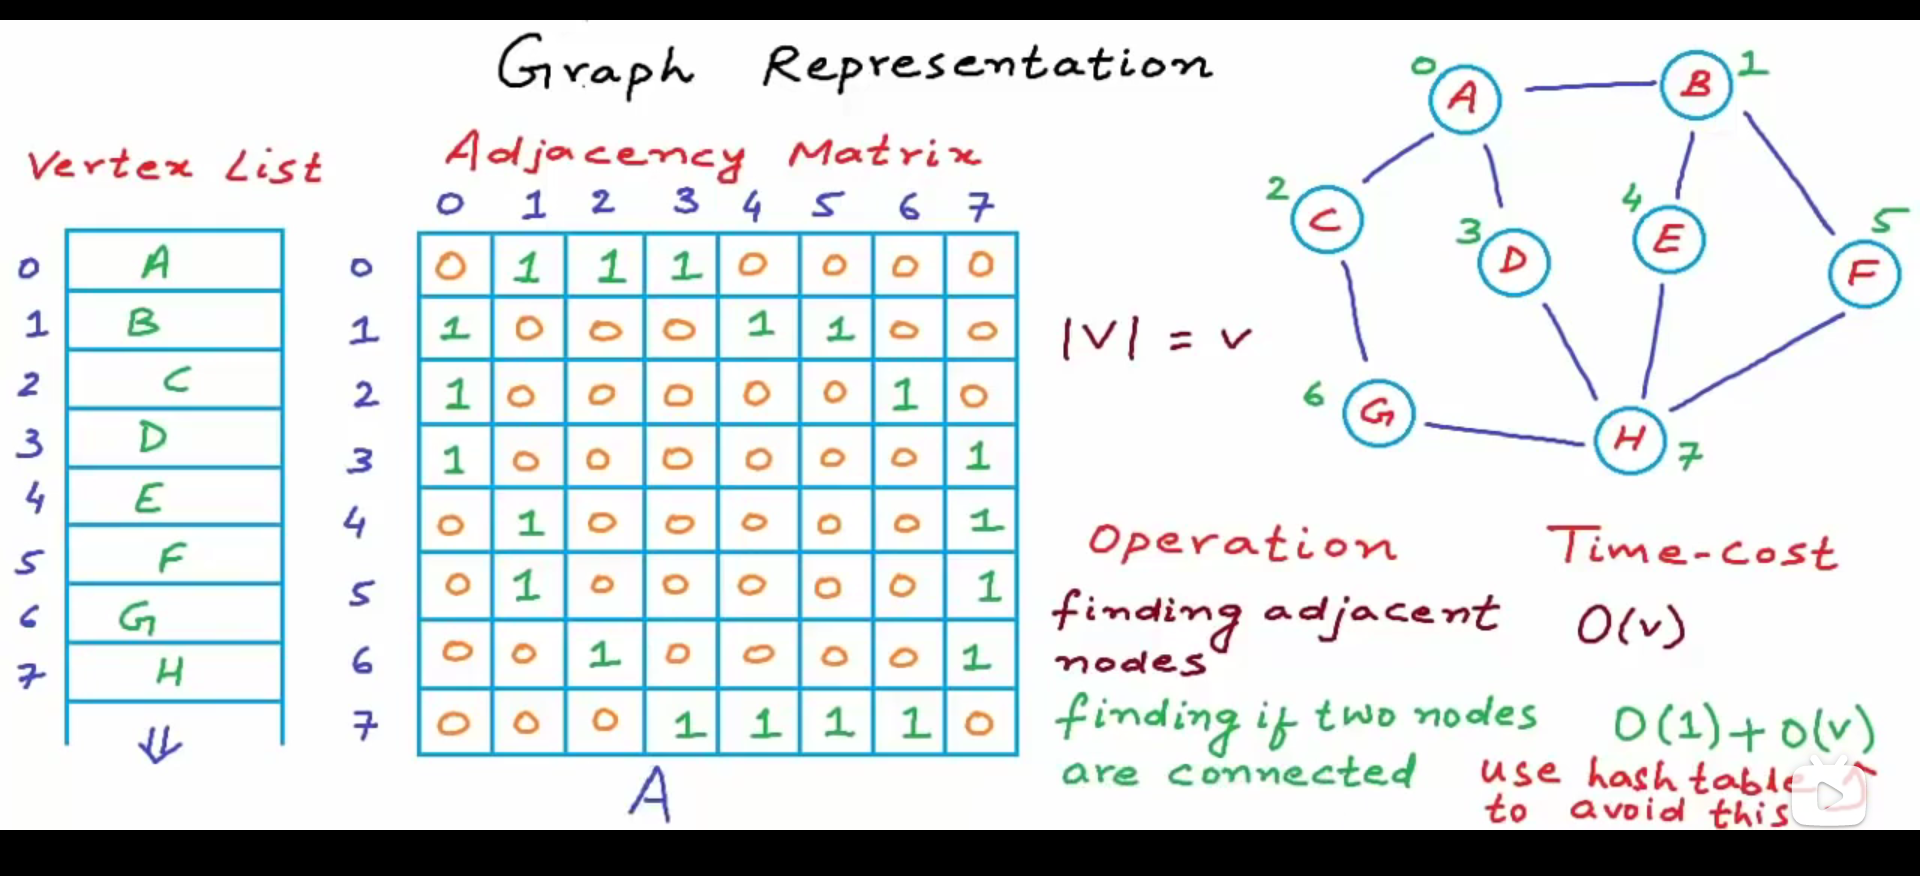 Graph Representation
Vertex List
0 A
1 B
2 C
3 D
4 E
5 F
6 G
7 H
Adjacency Matrix
0 1 2 3 4 5 6 7
0 0 1 1 1 0 0 0 0
1 1 0 0 0 1 1 0 0
2 1 0 0 0 0 0 1 0
3 1 0 0 0 0 0 0 1
4 0 1 0 0 0 0 0 1
5 0 1 0 0 0 0 0 1
6 0 0 1 0 0 0 0 1
7 0 0 0 1 1 1 1 0
A
|V| = v
0 A
B 1
2 C
3 D
4 E
5 F
6 G
H 7
Operation Time-cost
finding adjacent O(v)
nodes
finding if two nodes O(1)+O(v)
are connected use hash table
to avoid this